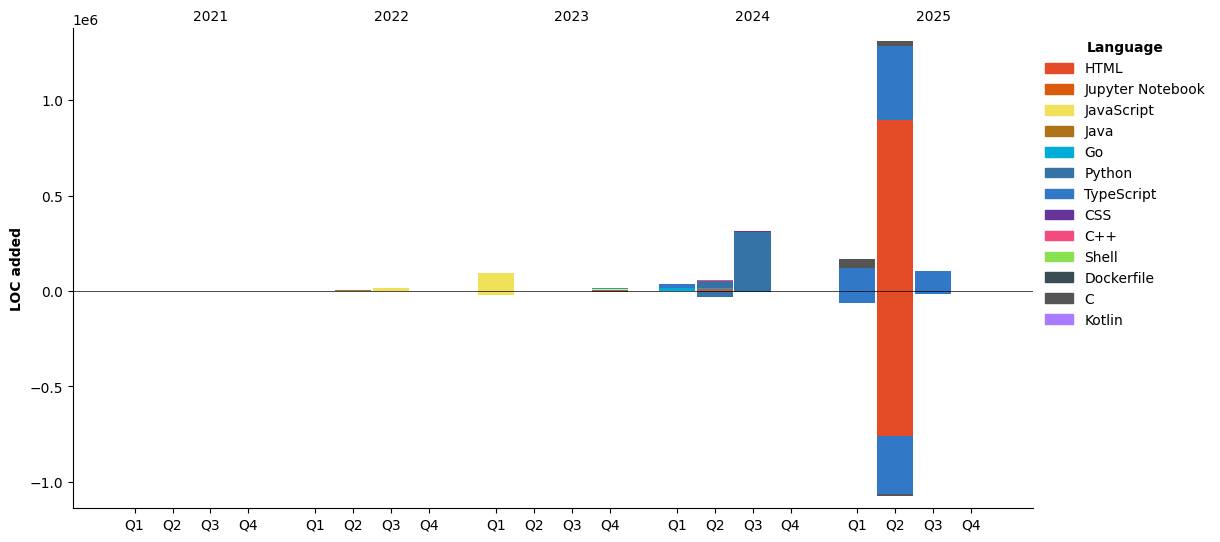 1e6
2021 2022 2023 2024 2025
LOC added
1.0
0.5
0.0
−0.5
−1.0
Q1 Q2 Q3 Q4 Q1 Q2 Q3 Q4 Q1 Q2 Q3 Q4 Q1 Q2 Q3 Q4 Q1 Q2 Q3 Q4
Language
HTML
Jupyter Notebook
JavaScript
Java
Go
Python
TypeScript
CSS
C++
Shell
Dockerfile
C
Kotlin